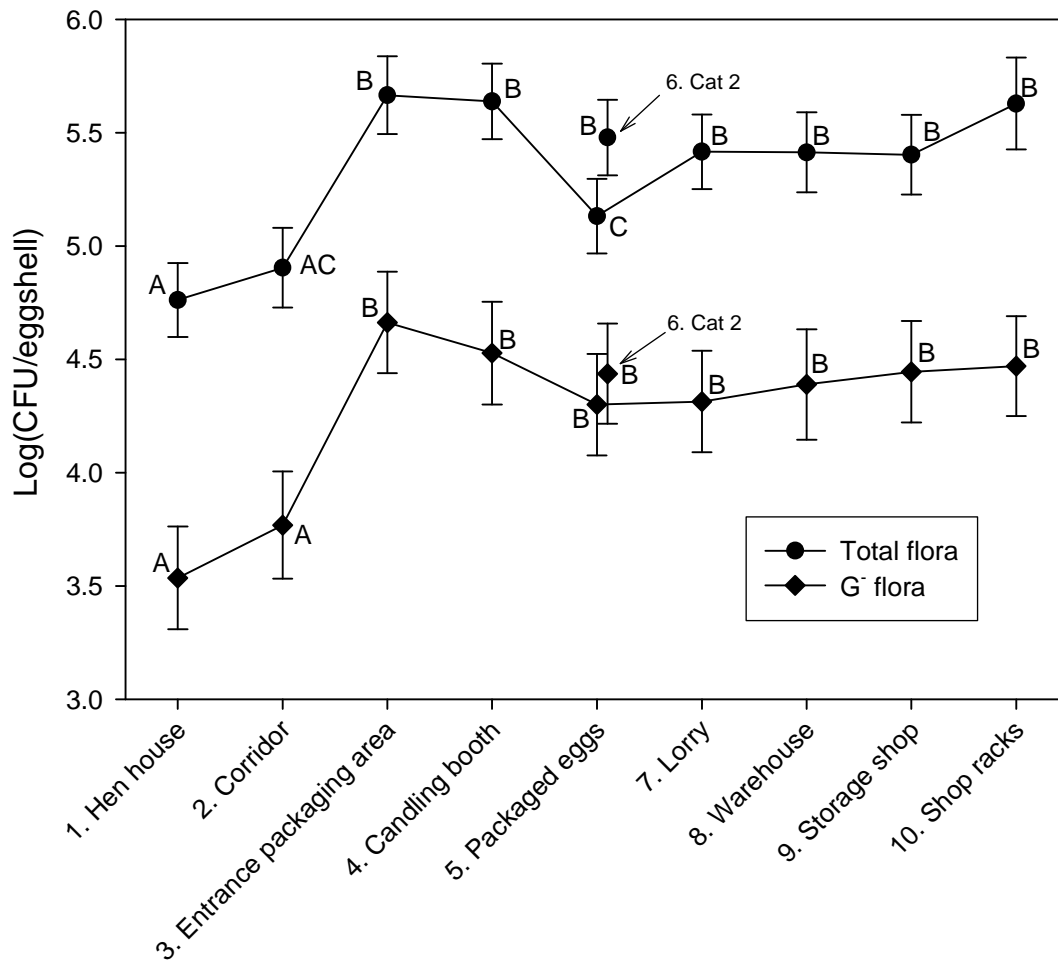 Log(CFU/eggshell)
6.0
5.5
5.0
4.5
4.0
3.5
3.0
A
AC
B
B
B
6. Cat 2
C
B
B
B
B
A
A
B
B
B
6. Cat 2
B
B
B
B
B
Total flora
G⁻ flora
1. Hen house
2. Corridor
3. Entrance packaging area
4. Candling booth
5. Packaged eggs
7. Lorry
8. Warehouse
9. Storage shop
10. Shop racks